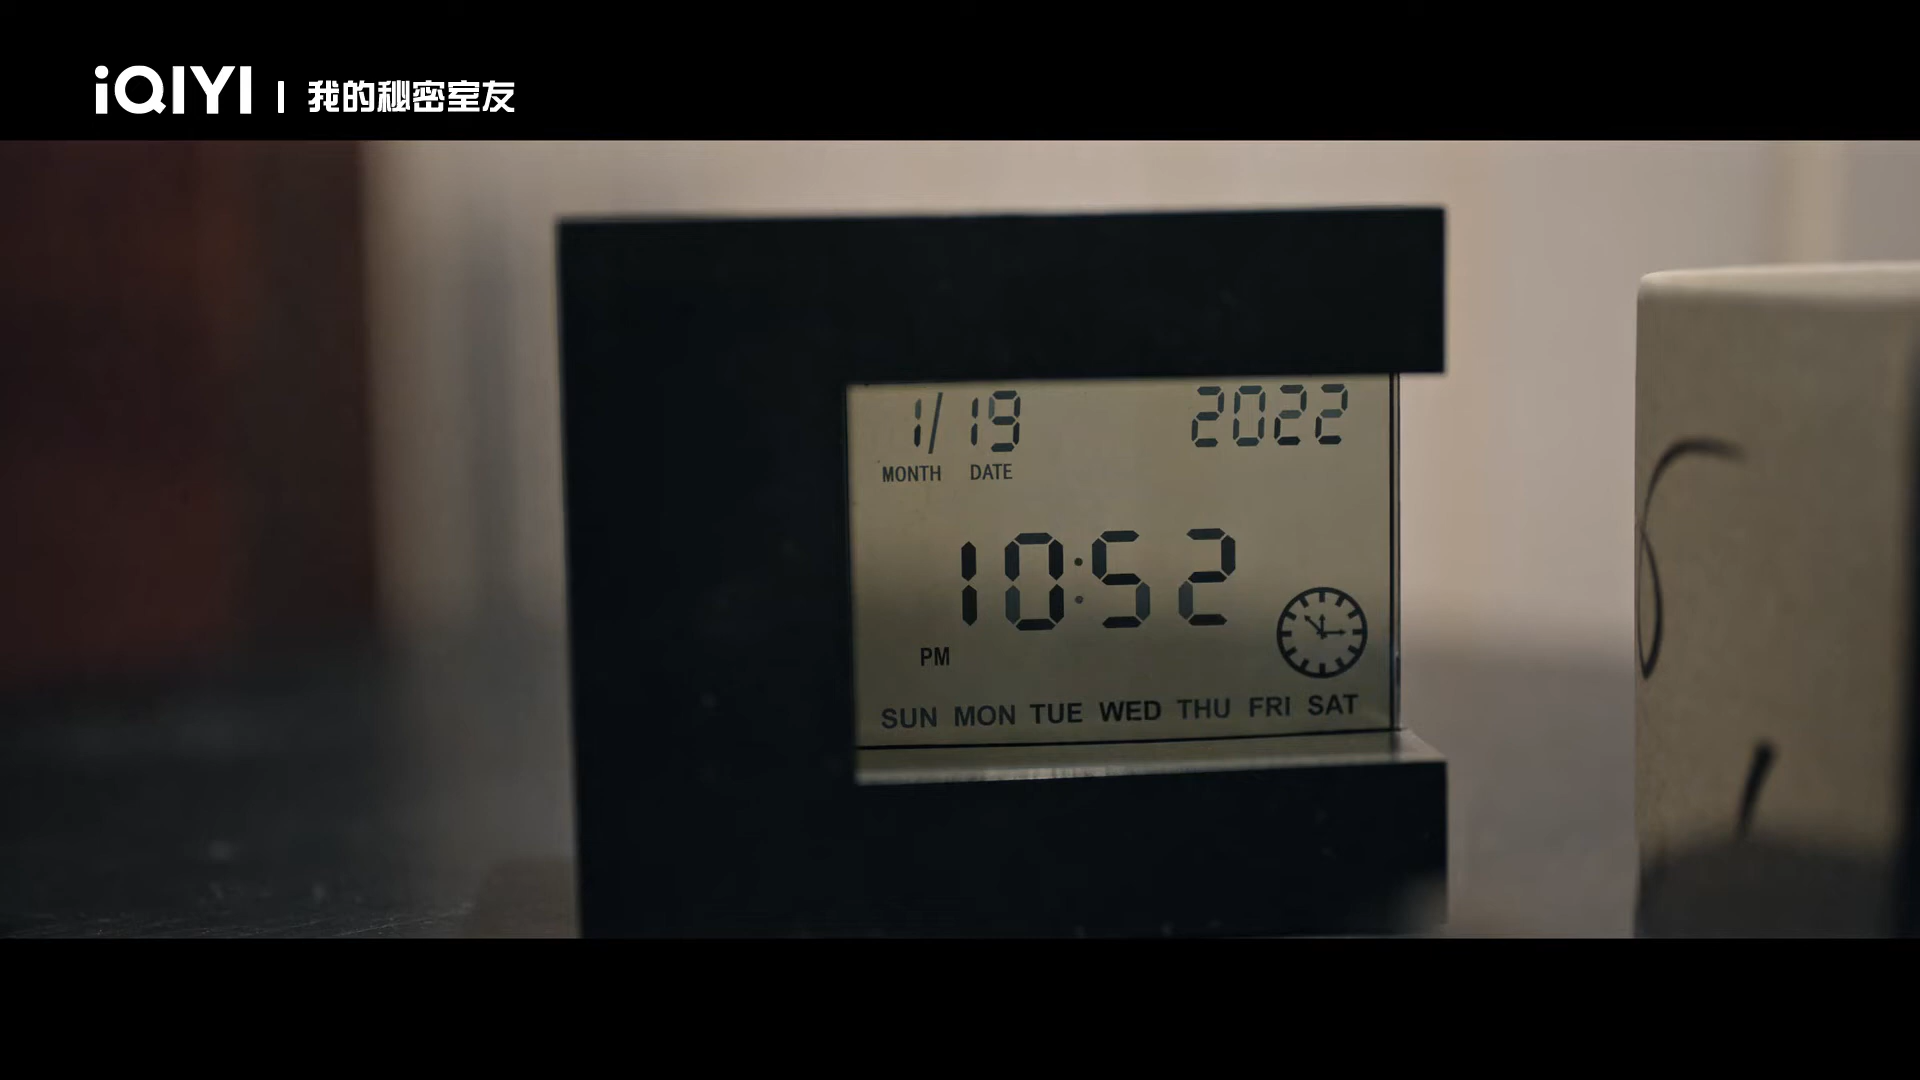 iQIYI | 我的秘密室友
1/19 2022
MONTH DATE
10:52
PM
SUN MON TUE WED THU FRI SAT